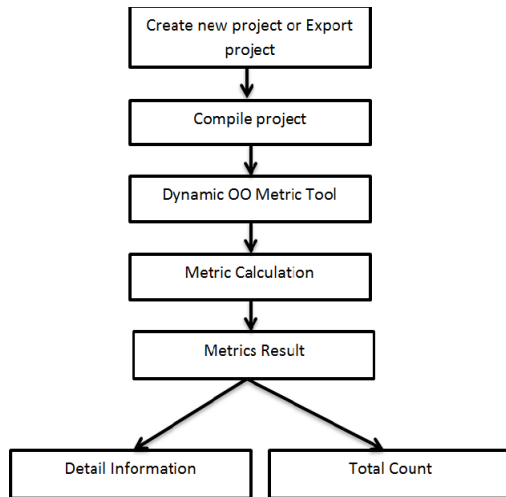 Create new project or Export
project
Compile project
Dynamic OO Metric Tool
Metric Calculation
Metrics Result
Detail Information
Total Count